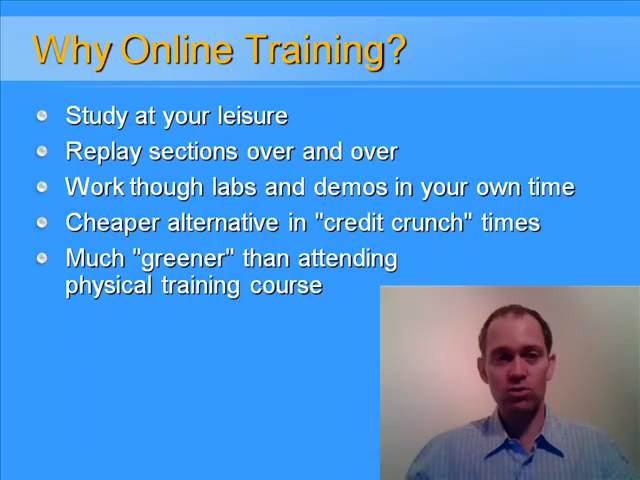 Why Online Training?
Study at your leisure
Replay sections over and over
Work though labs and demos in your own time
Cheaper alternative in "credit crunch" times
Much "greener" than attending
physical training course